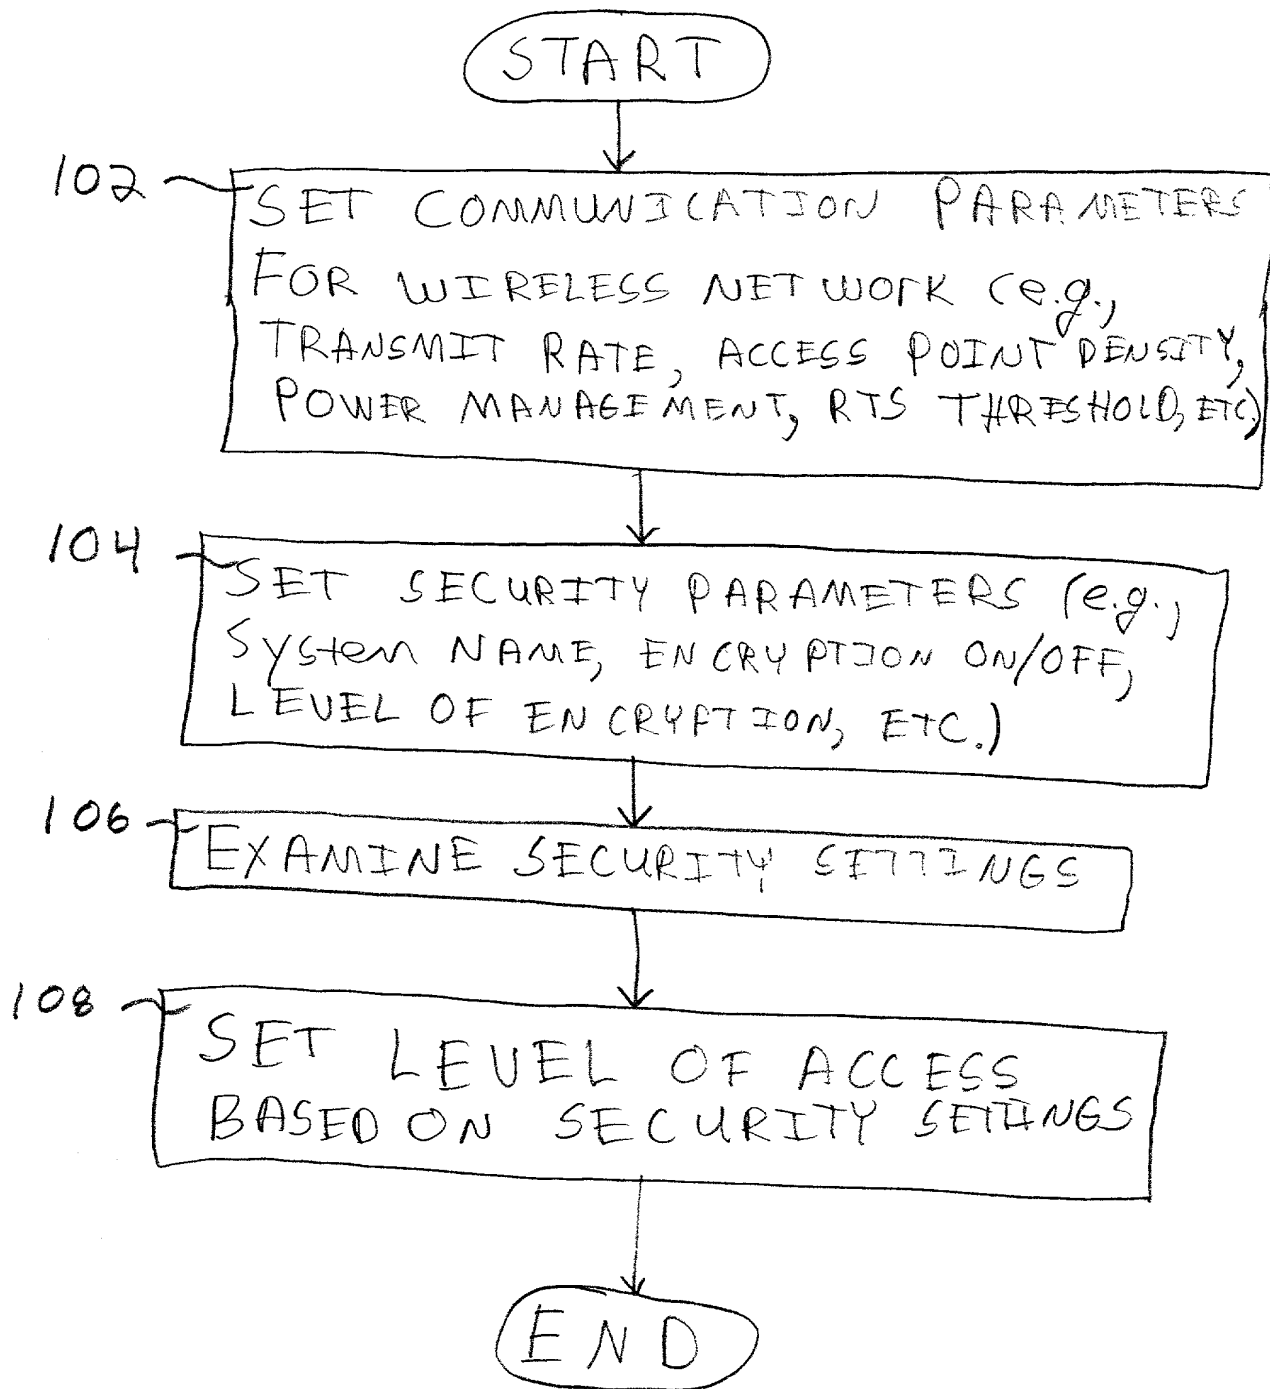 START
102
SET COMMUNICATION PARAMETERS
FOR WIRELESS NETWORK (e.g.,
TRANSMIT RATE, ACCESS POINT DENSITY,
POWER MANAGEMENT, RTS THRESHOLD, ETC.)
104
SET SECURITY PARAMETERS (e.g.,
System NAME, ENCRYPTION ON/OFF,
LEVEL OF ENCRYPTION, ETC.)
106
EXAMINE SECURITY SETTINGS
108
SET LEVEL OF ACCESS
BASED ON SECURITY SETTINGS
END